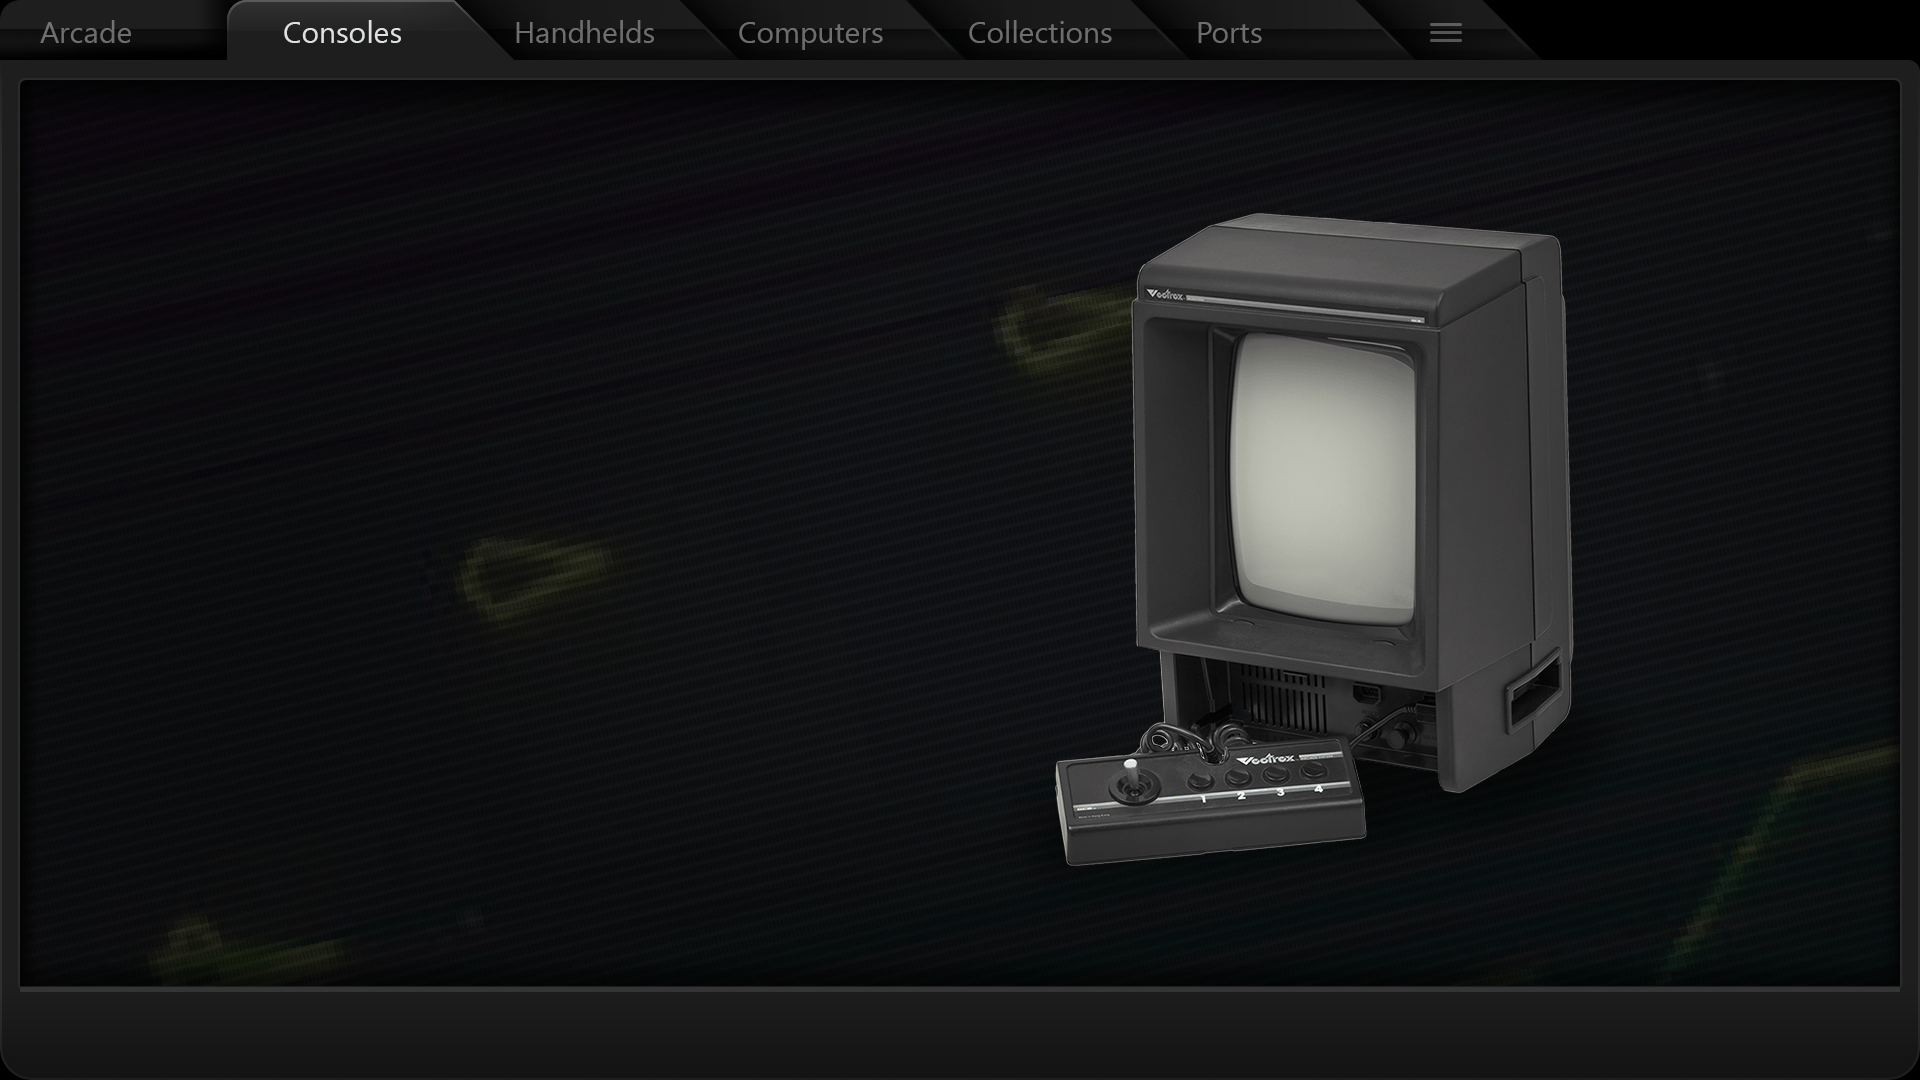 Arcade
Consoles
Handhelds
Computers
Collections
Ports
Vectrex
Vectrex
1 2 3 4